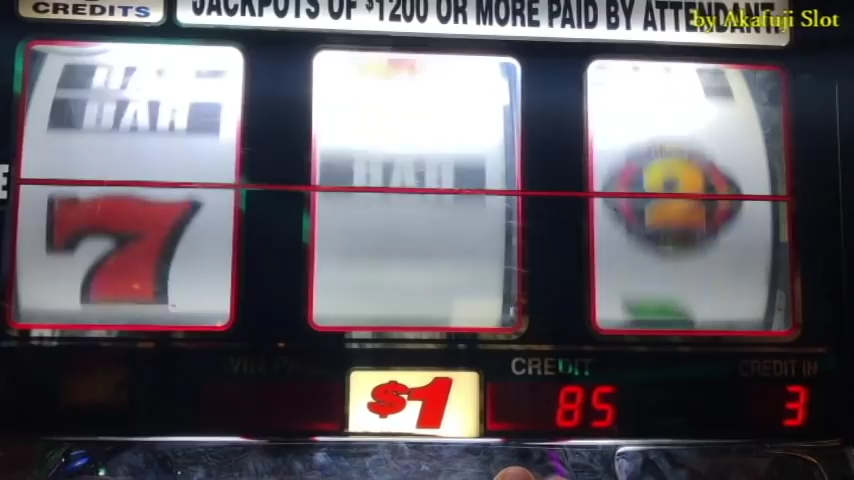 CREDITS
JACKPOTS OF $1200 OR MORE PAID BY ATTENDANT.
by Akafuji Slot
BAR
BAR
2
7
CREDIT
CREDIT IN
$1
85
3